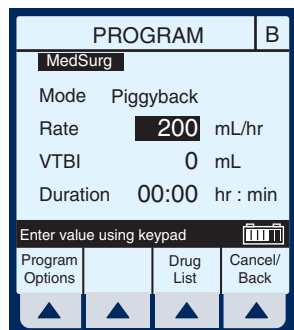 PROGRAM B
MedSurg
Mode Piggyback
Rate 200 mL/hr
VTBI 0 mL
Duration 00:00 hr : min
Enter value using keypad
Program Options Drug List Cancel/ Back